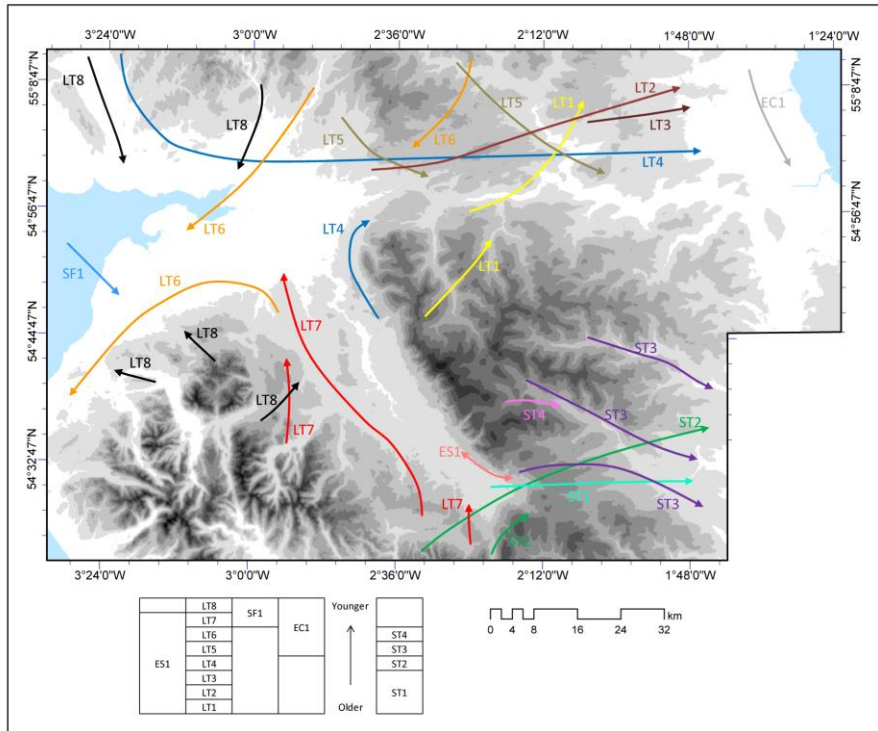 3°24'0"W 3°00'W 2°36'0"W 2°12'0"W 1°48'0"W 1°24'0"W
55°8'47"N 55°8'47"N
LT8 LT8 LT5 LT6 LT5 LT1 LT2 LT3 EC1
LT4
54°56'47"N 54°56'47"N
LT6 LT4
SF1 LT6 LT1
54°44'47"N 54°44'47"N
LT8 LT7 ST3
LT8
LT8 ST4 ST3 ST2
LT7
54°32'47"N 54°32'47"N
ES1 ST1
LT7 ST3
ST2
3°24'0"W 3°00'W 2°36'0"W 2°12'0"W 1°48'0"W
LT8 SF1 EC1 Younger
LT7
LT6 ST4
LT5 ST3
ES1 LT4 ST2
LT3
LT2 ST1
LT1 Older
km
0 4 8 16 24 32